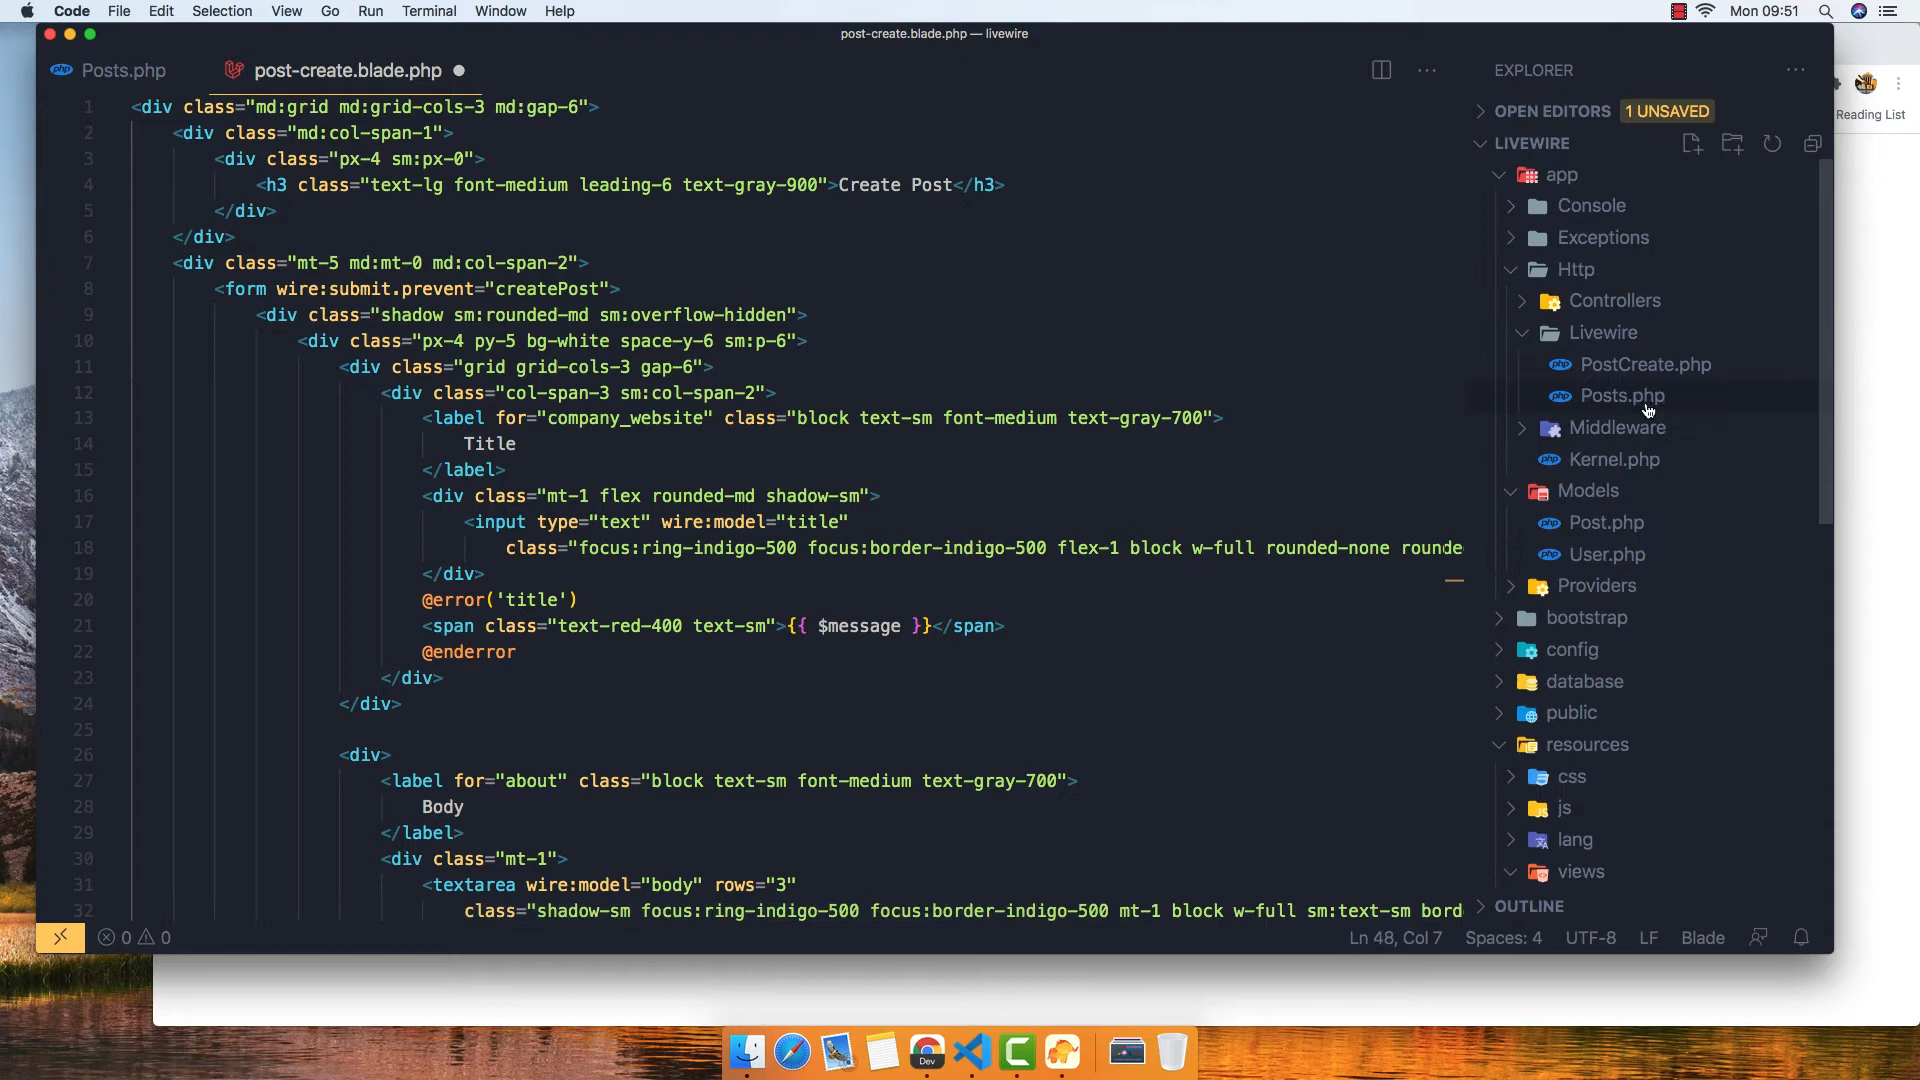 Code File Edit Selection View Go Run Terminal Window Help Mon 09:51
post-create.blade.php — livewire
Posts.php post-create.blade.php
Reading List
1 <div class="md:grid md:grid-cols-3 md:gap-6">
2 <div class="md:col-span-1">
3 <div class="px-4 sm:px-0">
4 <h3 class="text-lg font-medium leading-6 text-gray-900">Create Post</h3>
5 </div>
6 </div>
7 <div class="mt-5 md:mt-0 md:col-span-2">
8 <form wire:submit.prevent="createPost">
9 <div class="shadow sm:rounded-md sm:overflow-hidden">
10 <div class="px-4 py-5 bg-white space-y-6 sm:p-6">
11 <div class="grid grid-cols-3 gap-6">
12 <div class="col-span-3 sm:col-span-2">
13 <label for="company_website" class="block text-sm font-medium text-gray-700">
14 Title
15 </label>
16 <div class="mt-1 flex rounded-md shadow-sm">
17 <input type="text" wire:model="title"
18 class="focus:ring-indigo-500 focus:border-indigo-500 flex-1 block w-full rounded-none rounde
19 </div>
20 @error('title')
21 <span class="text-red-400 text-sm">{{ $message }}</span>
22 @enderror
23 </div>
24 </div>
25
26 <div>
27 <label for="about" class="block text-sm font-medium text-gray-700">
28 Body
29 </label>
30 <div class="mt-1">
31 <textarea wire:model="body" rows="3"
32 class="shadow-sm focus:ring-indigo-500 focus:border-indigo-500 mt-1 block w-full sm:text-sm bord
EXPLORER
OPEN EDITORS 1 UNSAVED
LIVEWIRE
app
Console
Exceptions
Http
Controllers
Livewire
php PostCreate.php
php Posts.php
Middleware
php Kernel.php
Models
php Post.php
php User.php
Providers
bootstrap
config
database
public
resources
css
js
lang
views
OUTLINE
0 0 Ln 48, Col 7 Spaces: 4 UTF-8 LF Blade
Dev